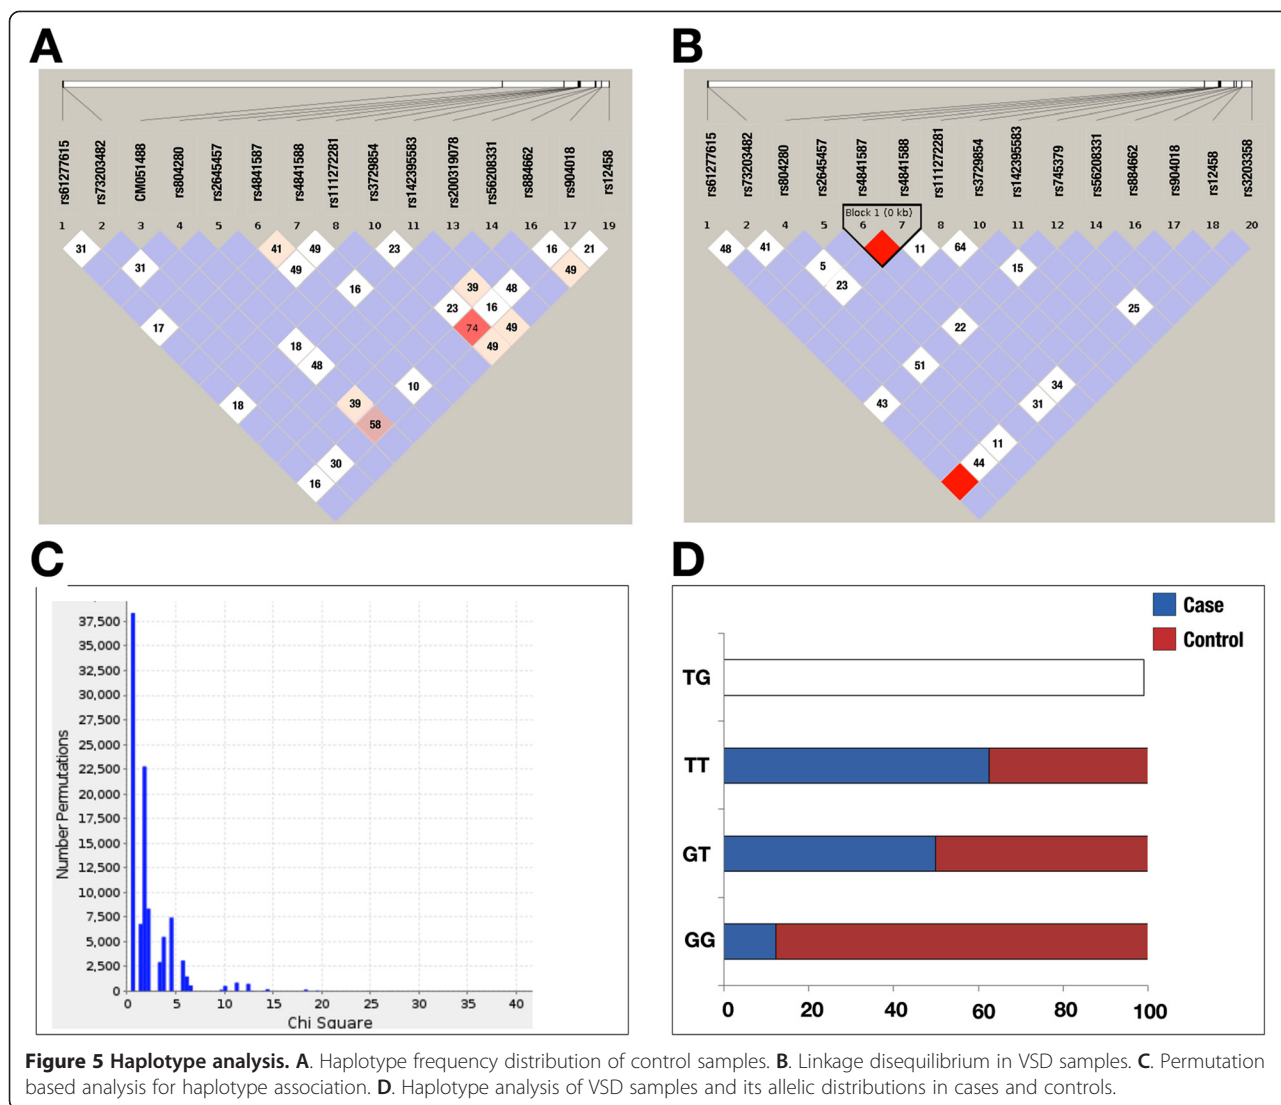 A
B
rs61277615 rs73203482 CM051488 rs804280 rs2645457 rs4841587 rs4841588 rs111272281 rs3729854 rs142395583 rs200319078 rs56208331 rs884662 rs904018 rs12458
1 2 3 4 5 6 7 8 10 11 13 14 16 17 19
31 41 49 23 16 21
31 49 49
16 39 48
23 16
17 74 49
18 49
48
10
18 39
58
30
16
rs61277615 rs73203482 rs804280 rs2645457 rs4841587 rs4841588 rs111272281 rs3729854 rs142395583 rs745379 rs56208331 rs884662 rs904018 rs12458 rs3203358
Block 1 (0 kb)
1 2 4 5 6 7 8 10 11 13 14 16 17 18 20
48 41 11 64
5 15
23
25
22
51
34
43 31
11
44
C
D
37,500
35,000
32,500
30,000
27,500
25,000
22,500
20,000
17,500
15,000
12,500
10,000
7,500
5,000
2,500
0
Number Permutations
0 5 10 15 20 25 30 35 40
Chi Square
Case
Control
TG
TT
GT
GG
0 20 40 60 80 100
Figure 5 Haplotype analysis. A. Haplotype frequency distribution of control samples. B. Linkage disequilibrium in VSD samples. C. Permutation
based analysis for haplotype association. D. Haplotype analysis of VSD samples and its allelic distributions in cases and controls.